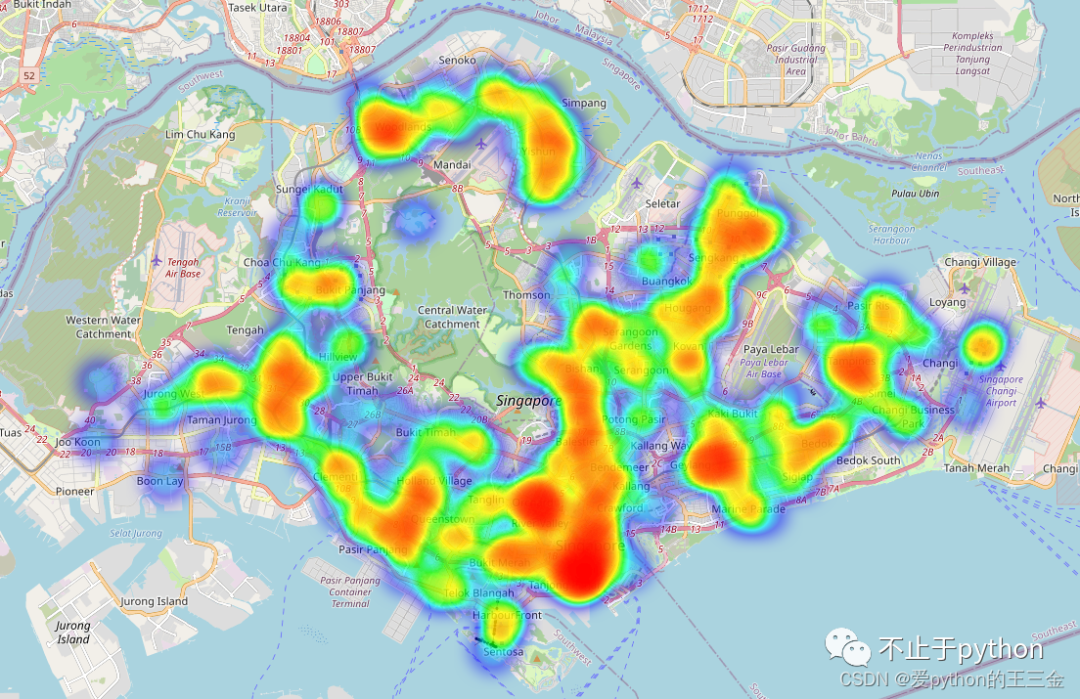 Bukit Indah
Tasek Utara
303
18806
1712
1712
18806
18804
303
101
18807
18807
52
Southwest
Johor
Malaysia
Senoko
Singapore
Pasir Gudang
Industrial
Area
Kompleks
Perindustrian
Tanjung
Langsat
Simpang
Lim Chu Kang
Johor Bahru
Mandai
8B
Nenas
Channel
Southeast
Sungei Kadut
Kranji
Reservoir
Seletar
Pulau Ubin
Punggol
Serangoon
Harbour
Tengah
Air Base
Choa Chu Kang
Bukit Panjang
Sengkang
Buangkok
Changi Village
Thomson
Hougang
Pasir Ris
Loyang
Western Water
Catchment
Central Water
Catchment
Tengah
Serangoon
Gardens
Kovan
Paya Lebar
Paya Lebar
Air Base
Hillview
Upper Bukit
Timah
Bishan
Serangoon
Simei
Changi
Singapore
Changi
Airport
Jurong West
Taman Jurong
Singapore
Potong Pasir
Kaki Bukit
Changi Business
Park
Tuas
Joo Koon
Bukit Timah
Kallang Way
Bedok
Bedok South
Tanah Merah
Changi
Pioneer
Boon Lay
Clementi
Holland Village
Bendemeer
Siglap
Tanglin
Kallang
Crawford
Marine Parade
Queenstown
Selat Jurong
Pasir Panjang
Bukit Merah
Singapore
Pasir Panjang
Container
Terminal
Telok Blangah
Jurong Island
HarbourFront
Jurong
Island
Sentosa
Southwest
Southeast
不止于python
CSDN @爱python的王三金